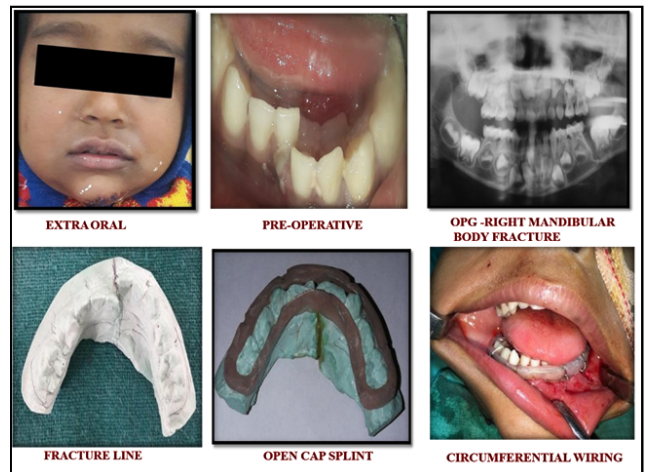 EXTRA ORAL
PRE-OPERATIVE
OPG -RIGHT MANDIBULAR
BODY FRACTURE
FRACTURE LINE
OPEN CAP SPLINT
CIRCUMFERENTIAL WIRING